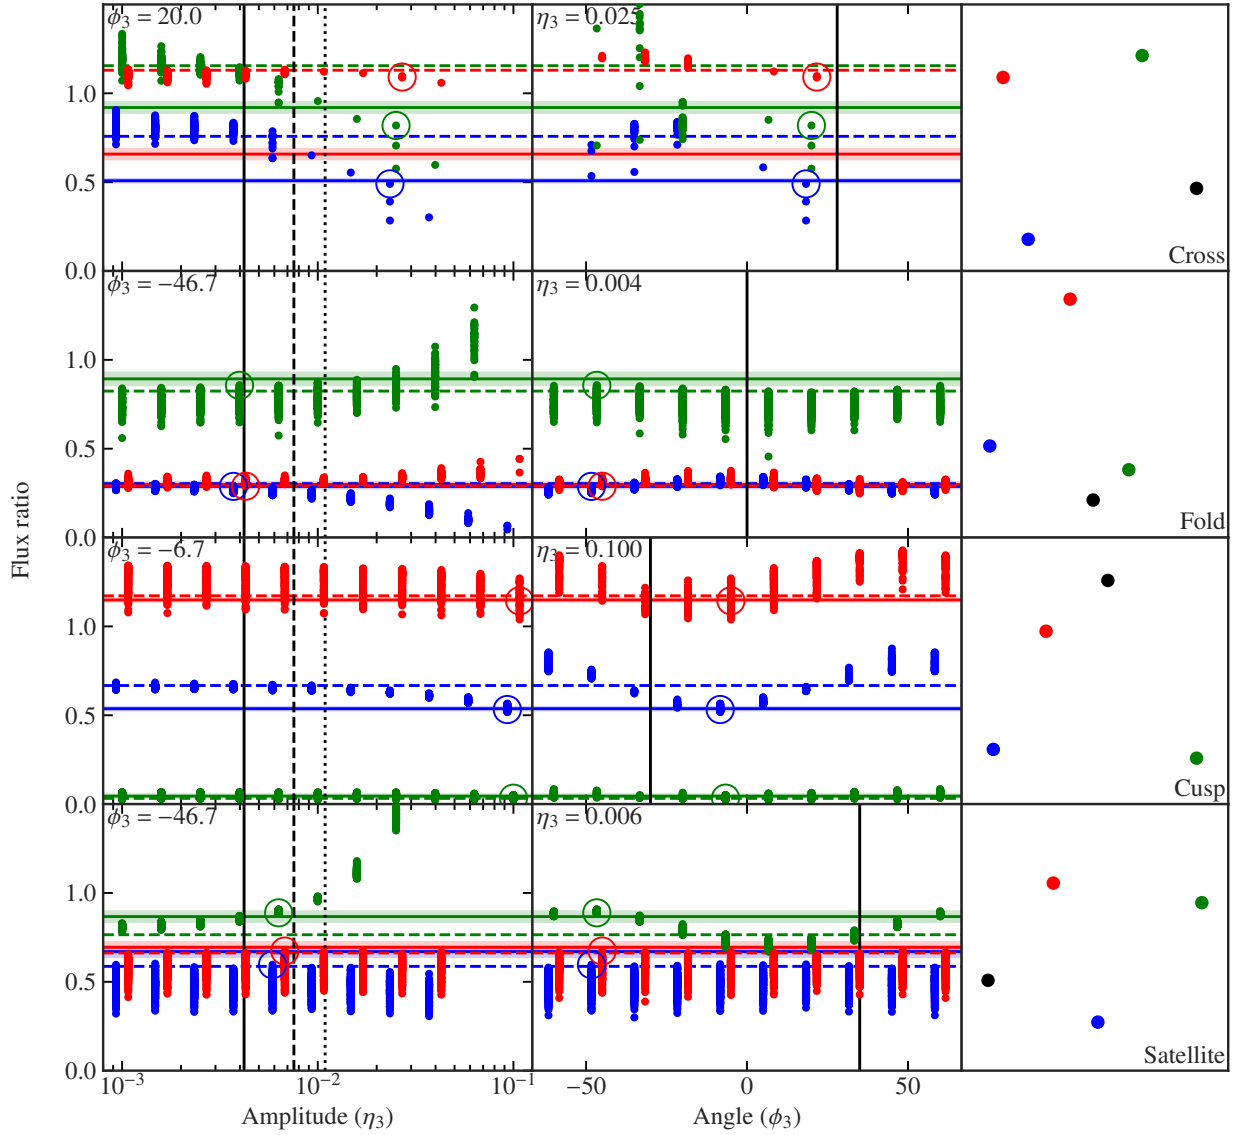 ϕ₃ = 20.0
η₃ = 0.025
1.0
0.5
0.0
Cross
ϕ₃ = −46.7
η₃ = 0.004
1.0
0.5
0.0
Fold
Flux ratio
ϕ₃ = −6.7
η₃ = 0.100
1.0
0.5
0.0
Cusp
ϕ₃ = −46.7
η₃ = 0.006
1.0
0.5
0.0
Satellite
10⁻³ 10⁻² 10⁻¹
−50 0 50
Amplitude (η₃)
Angle (ϕ₃)